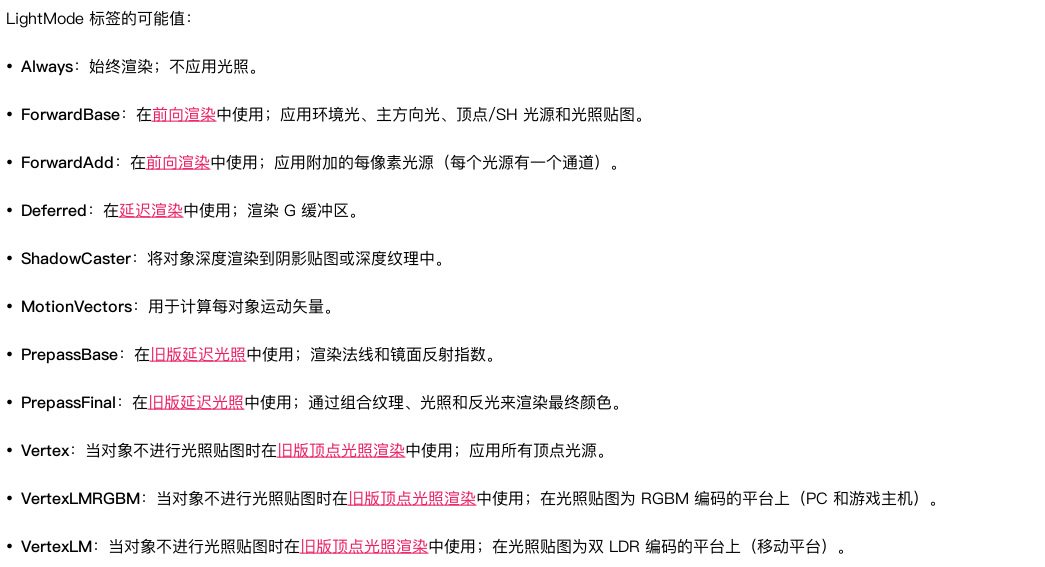 LightMode 标签的可能值：
• Always：始终渲染；不应用光照。
• ForwardBase：在前向渲染中使用；应用环境光、主方向光、顶点/SH 光源和光照贴图。
• ForwardAdd：在前向渲染中使用；应用附加的每像素光源（每个光源有一个通道）。
• Deferred：在延迟渲染中使用；渲染 G 缓冲区。
• ShadowCaster：将对象深度渲染到阴影贴图或深度纹理中。
• MotionVectors：用于计算每对象运动矢量。
• PrepassBase：在旧版延迟光照中使用；渲染法线和镜面反射指数。
• PrepassFinal：在旧版延迟光照中使用；通过组合纹理、光照和反光来渲染最终颜色。
• Vertex：当对象不进行光照贴图时在旧版顶点光照渲染中使用；应用所有顶点光源。
• VertexLMRGBM：当对象不进行光照贴图时在旧版顶点光照渲染中使用；在光照贴图为 RGBM 编码的平台上（PC 和游戏主机）。
• VertexLM：当对象不进行光照贴图时在旧版顶点光照渲染中使用；在光照贴图为双 LDR 编码的平台上（移动平台）。